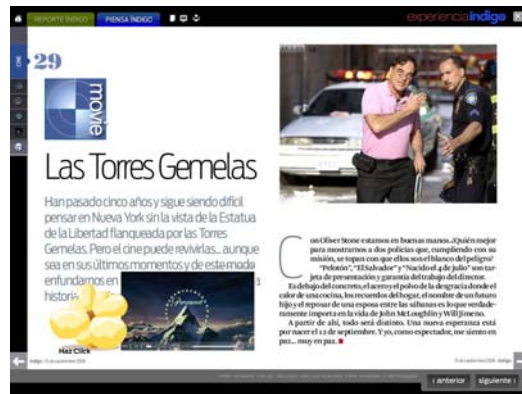 REPORTE ÍNDIGO
PIENSA ÍNDIGO
experiencia índigo
CINE
29
movie
Las Torres Gemelas
Han pasado cinco años y sigue siendo difícil
pensar en Nueva York sin la vista de la Estatua
de la Libertad flanqueada por las Torres
Gemelas. Pero el cine puede revivirlas... aunque
sea en sus últimos momentos y de este modo
enfundarnos en
a
historia
Paramount
Haz Click
Con Oliver Stone estamos en buenas manos. ¿Quién mejor
para mostrarnos a dos policías que, cumpliendo con su
misión, se topan con que ellos son el blanco del peligro?
"Pelotón", "El Salvador" y "Nacido el 4 de julio" son tar-
jeta de presentación y garantía del trabajo del director.
Es debajo del concreto, el acero y el polvo de la desgracia donde el
calor de una cocina, los recuerdos del hogar, el nombre de un futuro
hijo y el reposar de una esposa entre las sábanas es lo que verdade-
ramente importa en la vida de John McLoughlin y Will Jimeno.
A partir de ahí, todo será distinto. Una nueva esperanza está
por nacer el 12 de septiembre. Y yo, como espectador, me siento en
paz... muy en paz.
anterior
siguiente